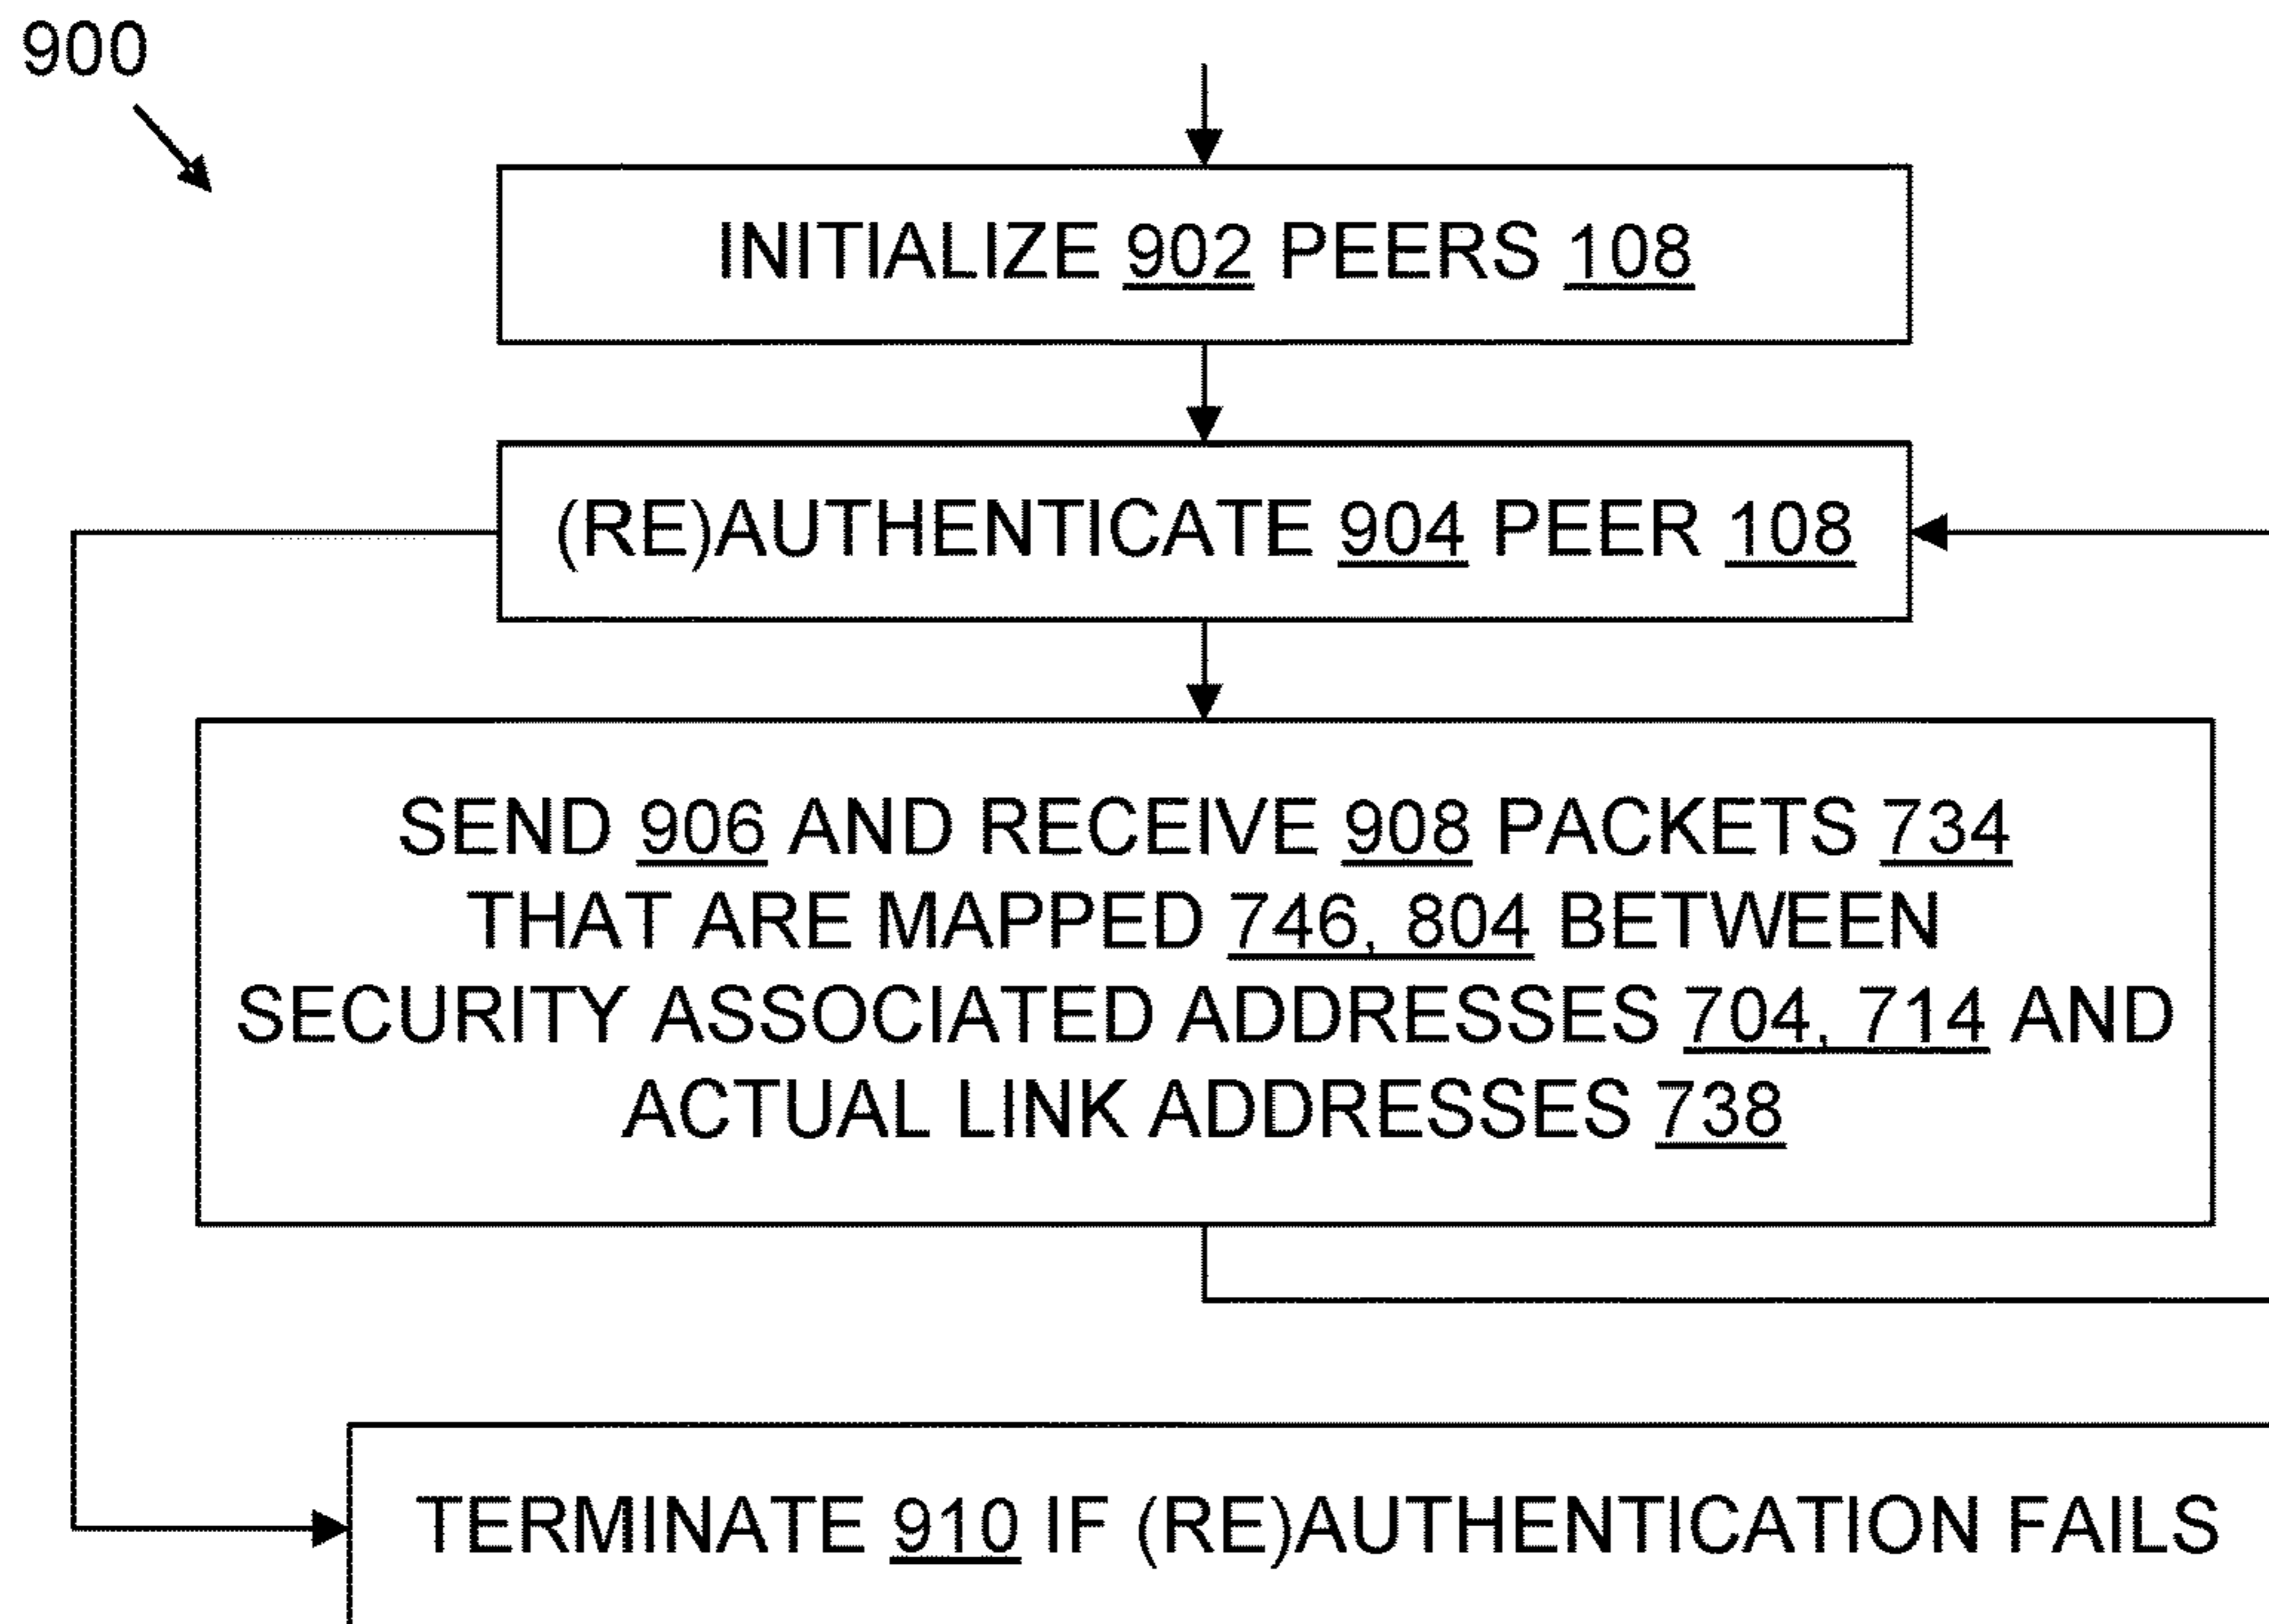 900
INITIALIZE 902 PEERS 108
(RE)AUTHENTICATE 904 PEER 108
SEND 906 AND RECEIVE 908 PACKETS 734
THAT ARE MAPPED 746, 804 BETWEEN
SECURITY ASSOCIATED ADDRESSES 704, 714 AND
ACTUAL LINK ADDRESSES 738
TERMINATE 910 IF (RE)AUTHENTICATION FAILS